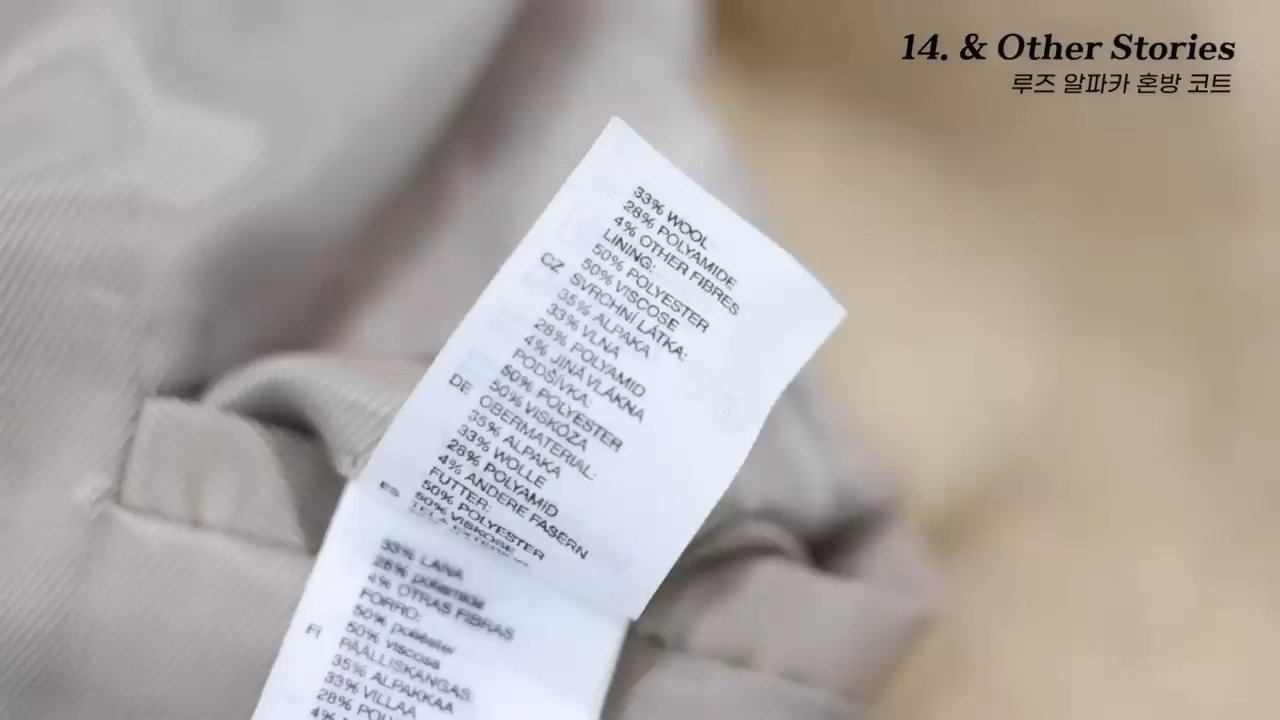 14. & Other Stories
루즈 알파카 혼방 코트
33% WOOL
28% POLYAMIDE
4% OTHER FIBRES
LINING:
50% POLYESTER
50% VISCOSE
CZ SVRCHNÍ LÁTKA:
35% ALPAKA
33% VLNA
28% POLYAMID
4% JINÁ VLÁKNA
PODŠÍVKA:
50% POLYESTER
50% VISKÓZA
DE OBERMATERIAL:
35% ALPAKA
33% WOLLE
28% POLYAMID
4% ANDERE FASERN
FUTTER:
50% POLYESTER
50% VISKOSE
ES
33% LANA
28% poliamida
4% OTRAS FIBRAS
FORRO:
50% poliéster
50% viscosa
FI PÄÄLLISKANGAS:
35% ALPAKKAA
33% VILLAA
28%
4%